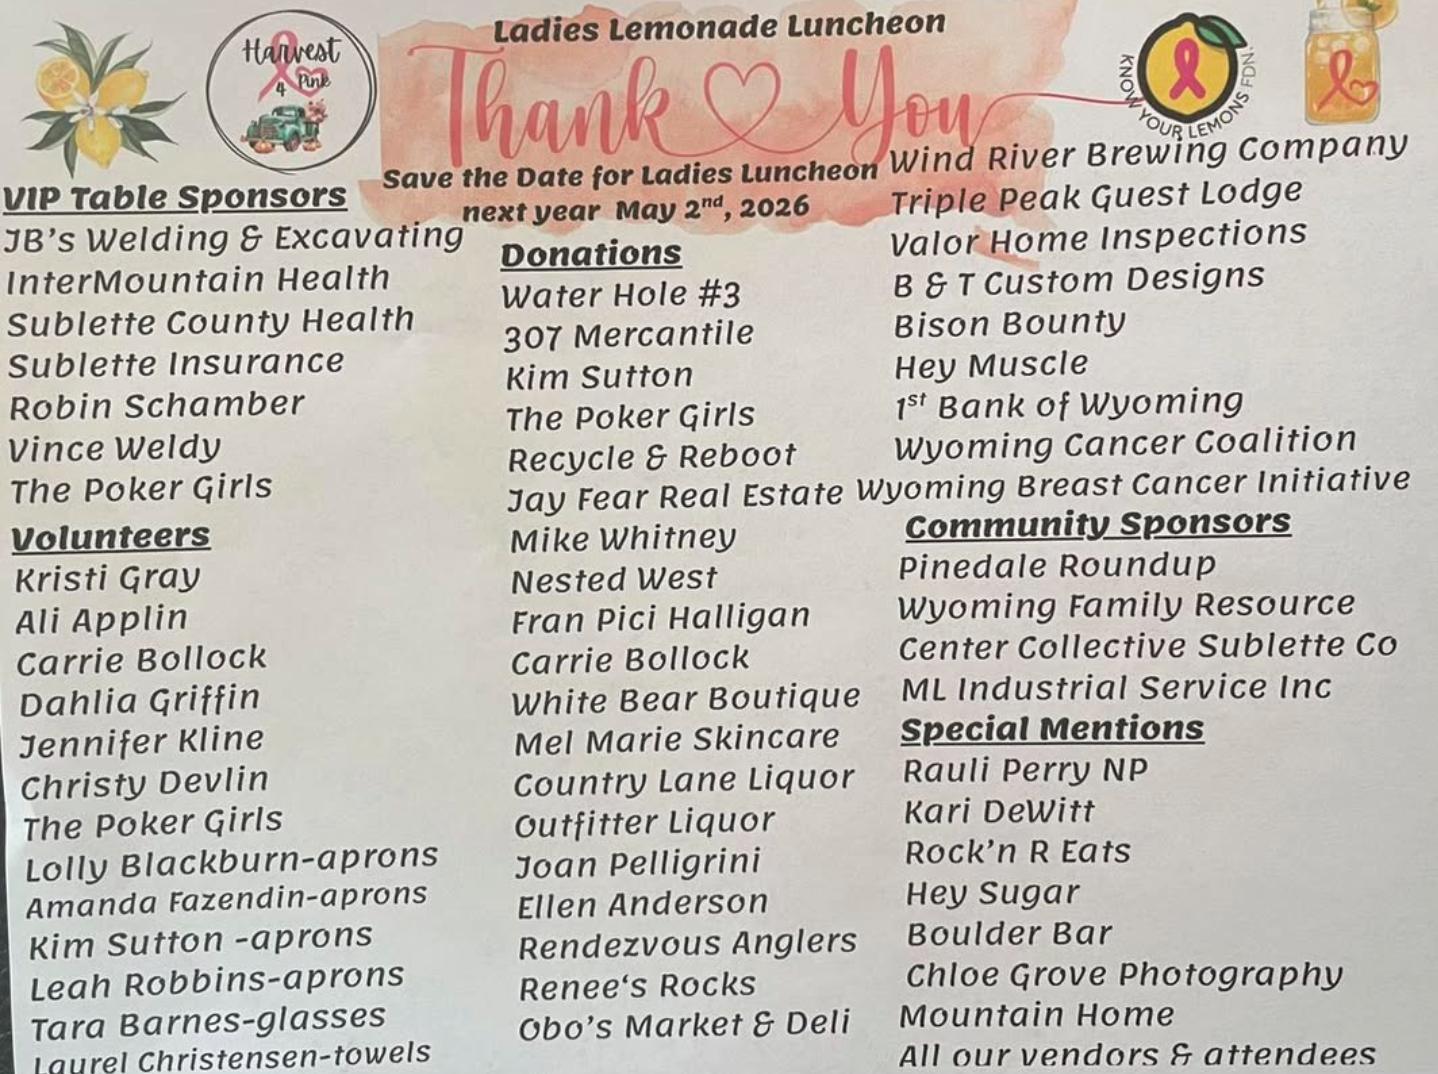 Ladies Lemonade Luncheon
Harvest
4 Pink
Thank You
KNOW YOUR LEMONS FDN.
Save the Date for Ladies Luncheon
next year May 2nd, 2026
VIP Table Sponsors
JB's Welding & Excavating
InterMountain Health
Sublette County Health
Sublette Insurance
Robin Schamber
Vince Weldy
The Poker Girls
Volunteers
Kristi Gray
Ali Applin
Carrie Bollock
Dahlia Griffin
Jennifer Kline
Christy Devlin
The Poker Girls
Lolly Blackburn-aprons
Amanda Fazendin-aprons
Kim Sutton -aprons
Leah Robbins-aprons
Tara Barnes-glasses
Laurel Christensen-towels
Donations
Water Hole #3
307 Mercantile
Kim Sutton
The Poker Girls
Recycle & Reboot
Jay Fear Real Estate
Mike Whitney
Nested West
Fran Pici Halligan
Carrie Bollock
White Bear Boutique
Mel Marie Skincare
Country Lane Liquor
Outfitter Liquor
Joan Pelligrini
Ellen Anderson
Rendezvous Anglers
Renee‘s Rocks
Obo's Market & Deli
Wind River Brewing Company
Triple Peak Guest Lodge
Valor Home Inspections
B & T Custom Designs
Bison Bounty
Hey Muscle
1st Bank of Wyoming
Wyoming Cancer Coalition
Wyoming Breast Cancer Initiative
Community Sponsors
Pinedale Roundup
Wyoming Family Resource
Center Collective Sublette Co
ML Industrial Service Inc
Special Mentions
Rauli Perry NP
Kari DeWitt
Rock'n R Eats
Hey Sugar
Boulder Bar
Chloe Grove Photography
Mountain Home
All our vendors & attendees